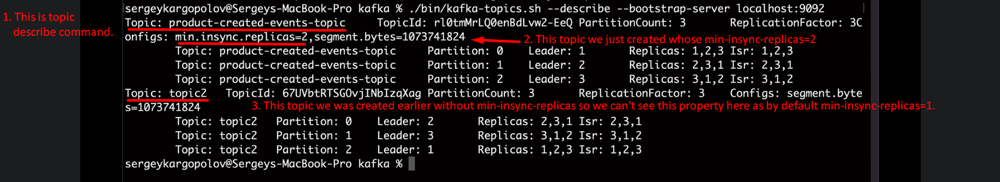 sergeykargopolov@Sergeys-MacBook-Pro kafka % ./bin/kafka-topics.sh --describe --bootstrap-server localhost:9092
1. This is topic
describe command.
Topic: product-created-events-topic TopicId: rl0tmMrLQ0enBdLvw2-EeQ PartitionCount: 3 ReplicationFactor: 3C
onfigs: min.insync.replicas=2,segment.bytes=1073741824
2. This topic we just created whose min-insync-replicas=2
Topic: product-created-events-topic Partition: 0 Leader: 1 Replicas: 1,2,3 Isr: 1,2,3
Topic: product-created-events-topic Partition: 1 Leader: 2 Replicas: 2,3,1 Isr: 2,3,1
Topic: product-created-events-topic Partition: 2 Leader: 3 Replicas: 3,1,2 Isr: 3,1,2
Topic: topic2 TopicId: 67UVbtRTSGOvjINbIzqXag PartitionCount: 3 ReplicationFactor: 3 Configs: segment.byte
s=1073741824
3. This topic we was created earlier without min-insync-replicas so we can't see this property here as by default min-insync-replicas=1.
Topic: topic2 Partition: 0 Leader: 2 Replicas: 2,3,1 Isr: 2,3,1
Topic: topic2 Partition: 1 Leader: 3 Replicas: 3,1,2 Isr: 3,1,2
Topic: topic2 Partition: 2 Leader: 1 Replicas: 1,2,3 Isr: 1,2,3
sergeykargopolov@Sergeys-MacBook-Pro kafka %